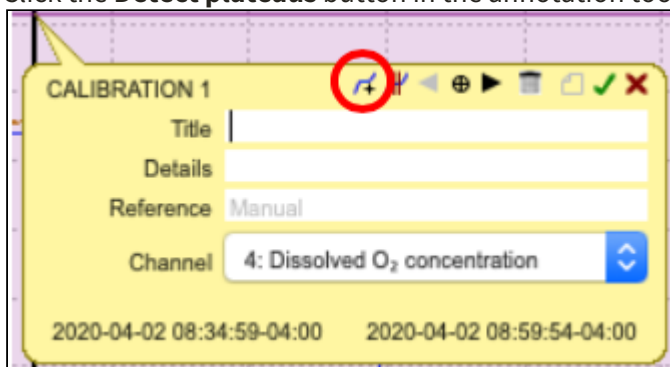 Click the Detect plateaus button in the annotation too
CALIBRATION 1
Title
Details
Reference Manual
Channel 4: Dissolved O₂ concentration
2020-04-02 08:34:59-04:00 2020-04-02 08:59:54-04:00